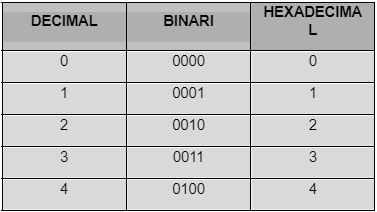 DECIMAL BINARI HEXADECIMA
L
0 0000 0
1 0001 1
2 0010 2
3 0011 3
4 0100 4